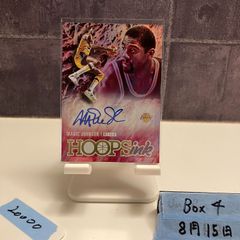 MAGIC JOHNSON | LAKERS
HOOPS ink
20000
Box 4
8月15日